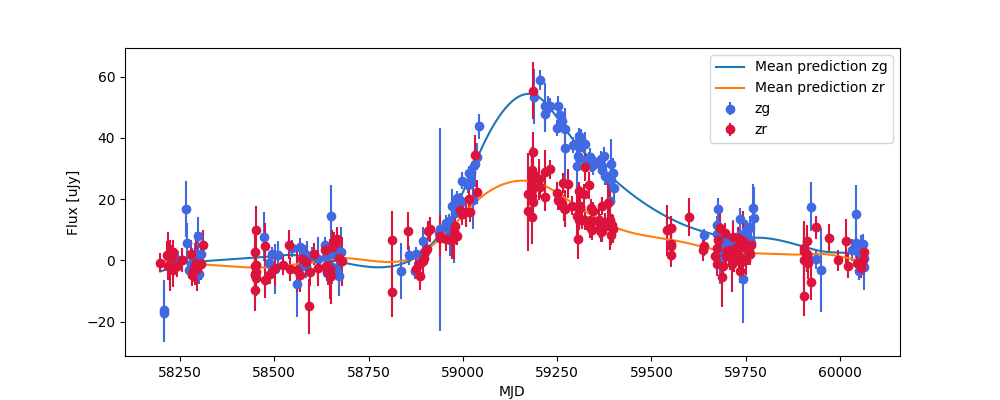 Flux [uJy]
60
40
20
0
−20
58250 58500 58750 59000 59250 59500 59750 60000
MJD
Mean prediction zg
Mean prediction zr
zg
zr